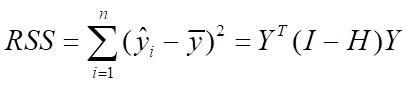 RSS = \sum_{i=1}^{n} (\hat{y}_i - \overline{y})^2 = Y^T (I - H) Y